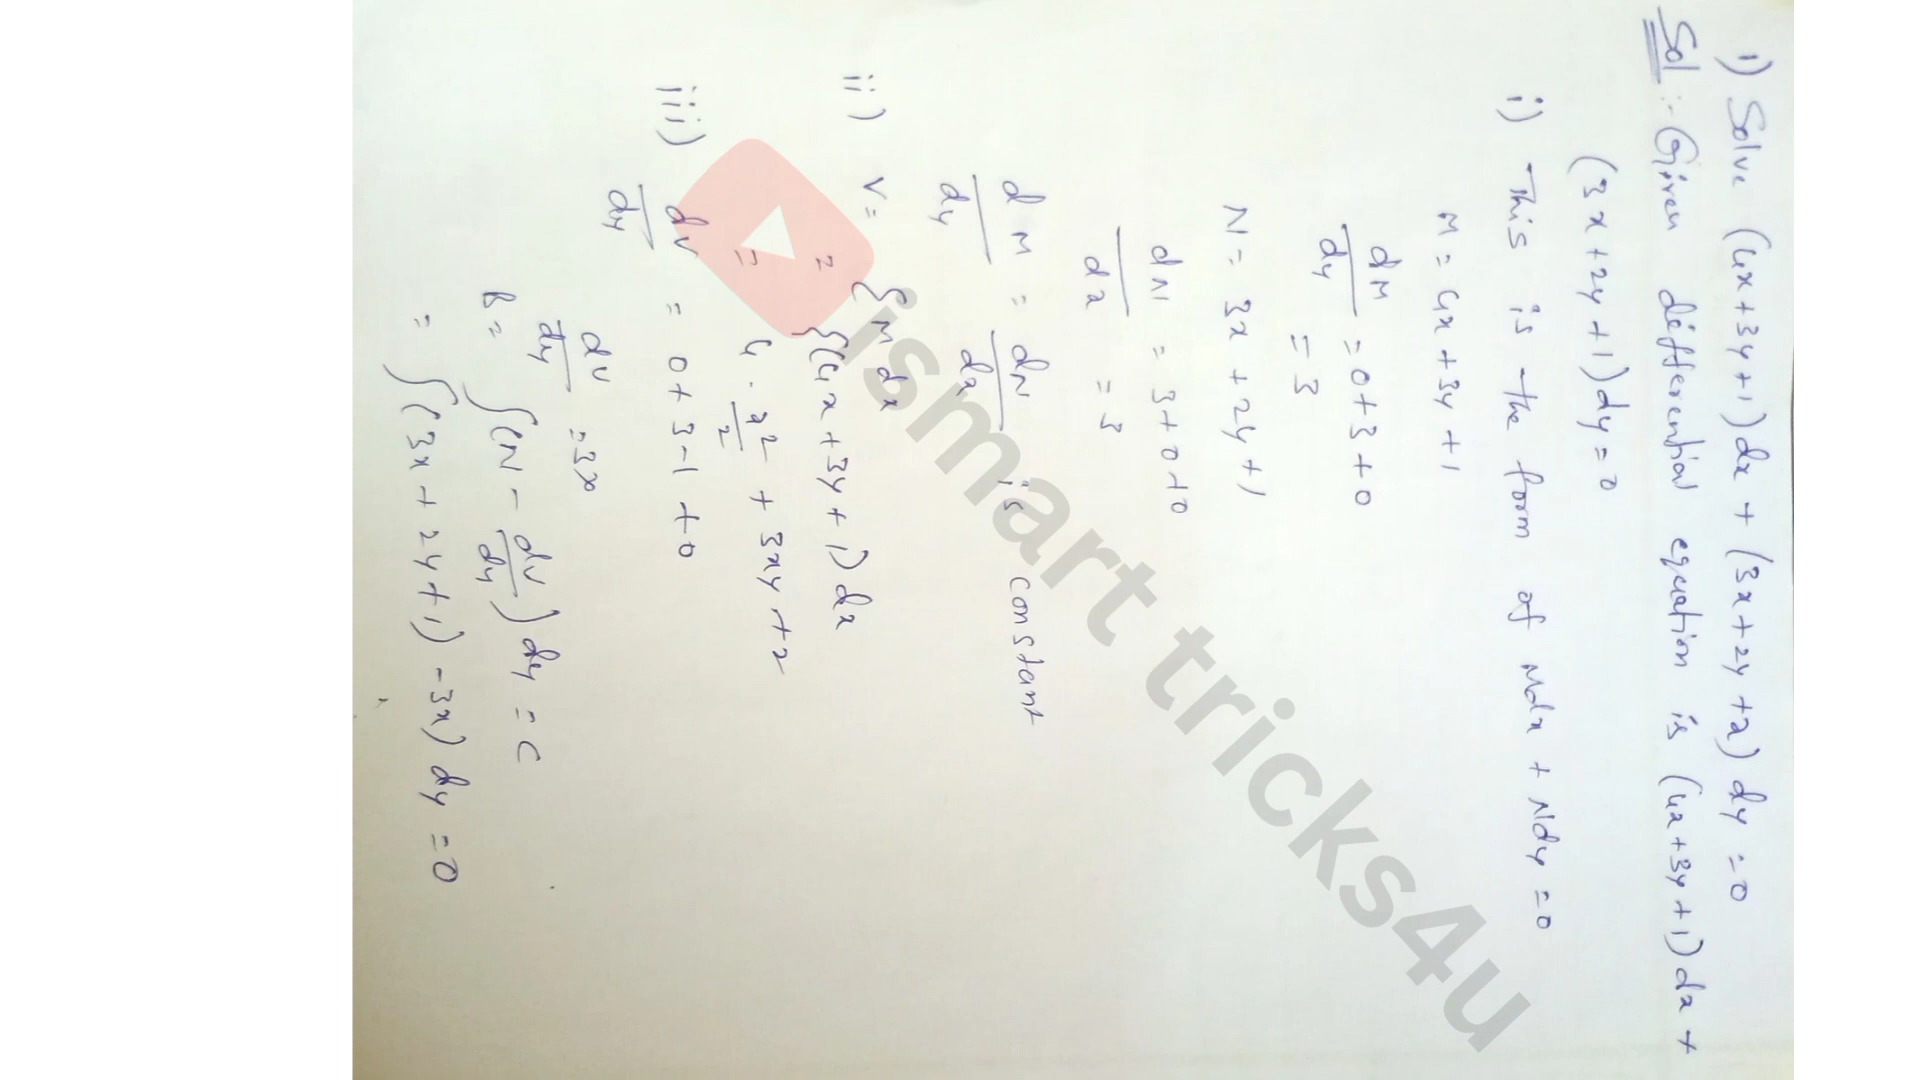 1) Solve (4x+3y+1)dx + (3x+2y+2) dy = 0
Sol :- Given differential equation is (4x+3y+1) dx +
(3x+2y+1)dy=0
i) This is the form of Mdx + Ndy = 0
M = 4x + 3y + 1
dM/dy = 0+3+0
= 3
N = 3x + 2y + 1
dN/dx = 3+0+0
= 3
dM/dy = dN/dx is constant
ii) V = ∫ M dx
= ∫(4x+3y+1) dx
= 4 . x²/2 + 3xy + x
iii) dv/dy = 0 + 3-1 + 0
dv/dy = 3x
B = ∫(N - dv/dy) dy = C
= ∫(3x + 2y+1) -3x) dy = 0
ismart tricks4u